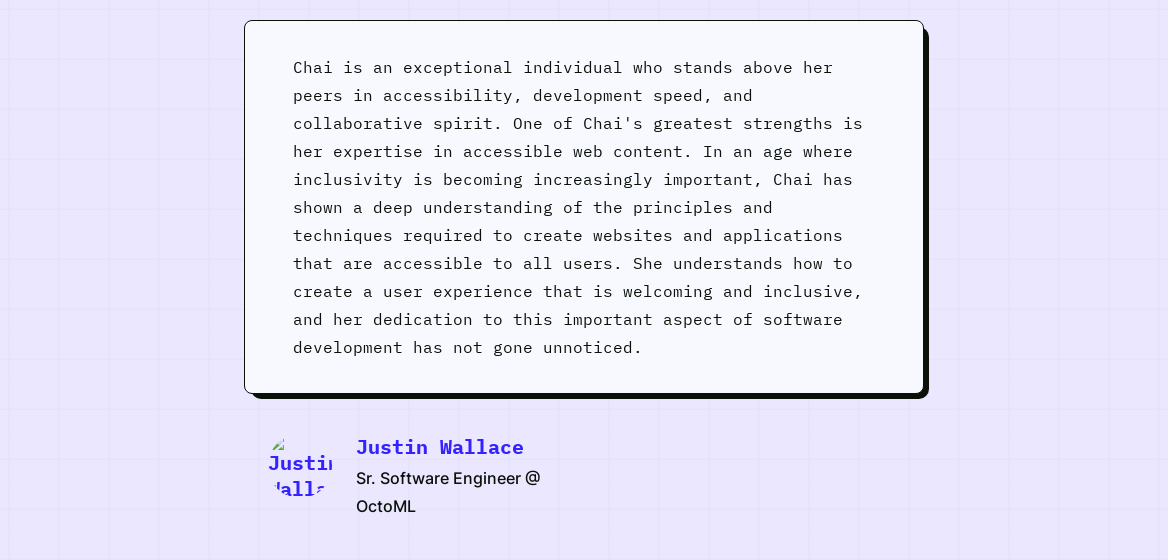 Chai is an exceptional individual who stands above her
peers in accessibility, development speed, and
collaborative spirit. One of Chai's greatest strengths is
her expertise in accessible web content. In an age where
inclusivity is becoming increasingly important, Chai has
shown a deep understanding of the principles and
techniques required to create websites and applications
that are accessible to all users. She understands how to
create a user experience that is welcoming and inclusive,
and her dedication to this important aspect of software
development has not gone unnoticed.
Justin
Walla
Justin Wallace
Sr. Software Engineer @
OctoML